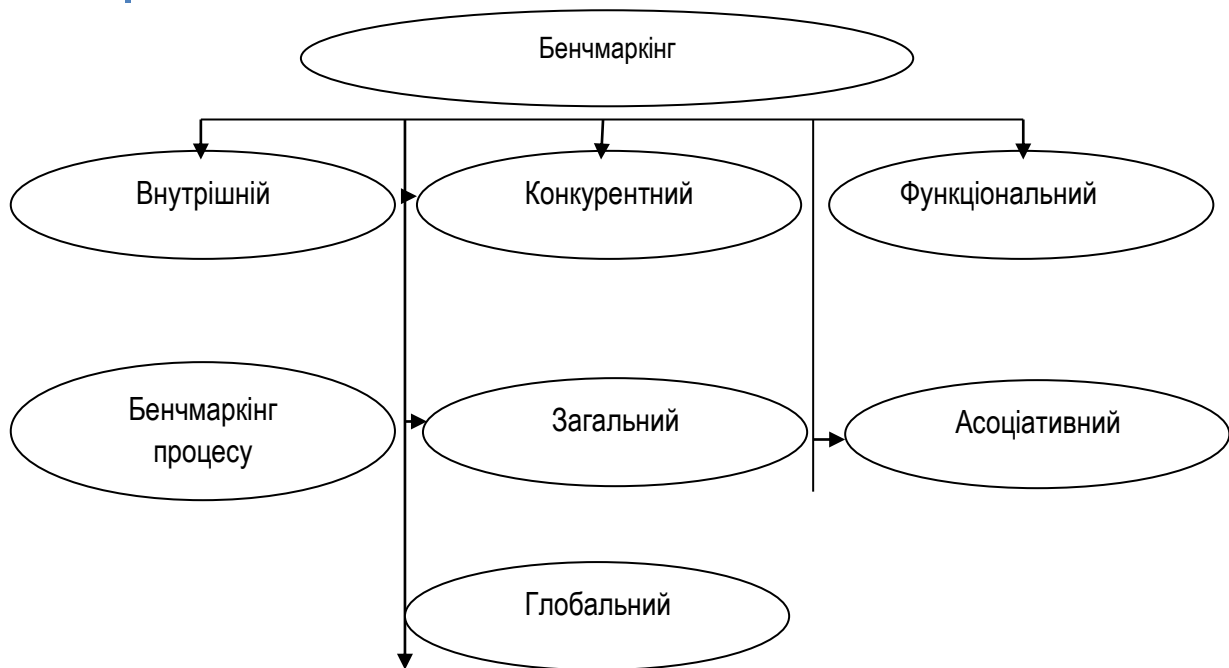 Бенчмаркінг
Внутрішній
Конкурентний
Функціональний
Бенчмаркінг
процесу
Загальний
Асоціативний
Глобальний